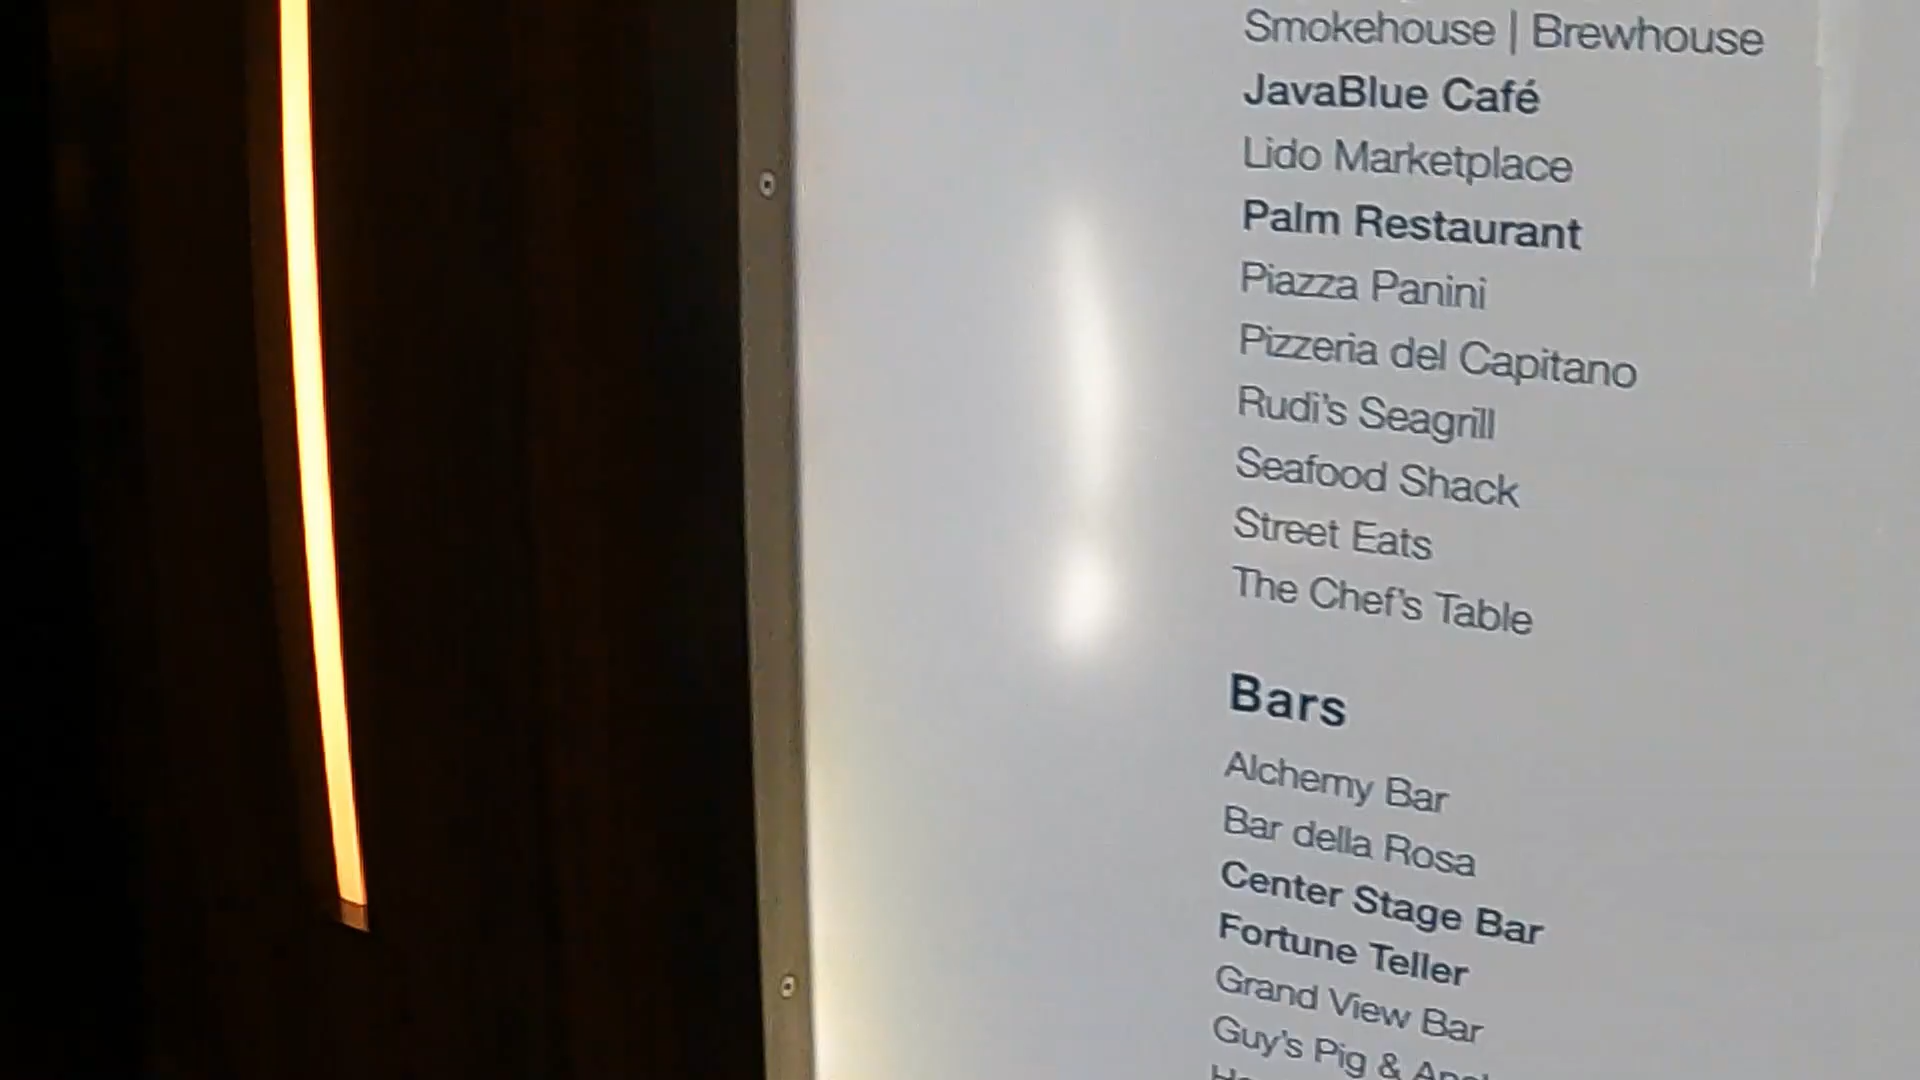 Smokehouse | Brewhouse
JavaBlue Café
Lido Marketplace
Palm Restaurant
Piazza Panini
Pizzeria del Capitano
Rudi's Seagrill
Seafood Shack
Street Eats
The Chef's Table
Bars
Alchemy Bar
Bar della Rosa
Center Stage Bar
Fortune Teller
Grand View Bar
Guy's Pig &